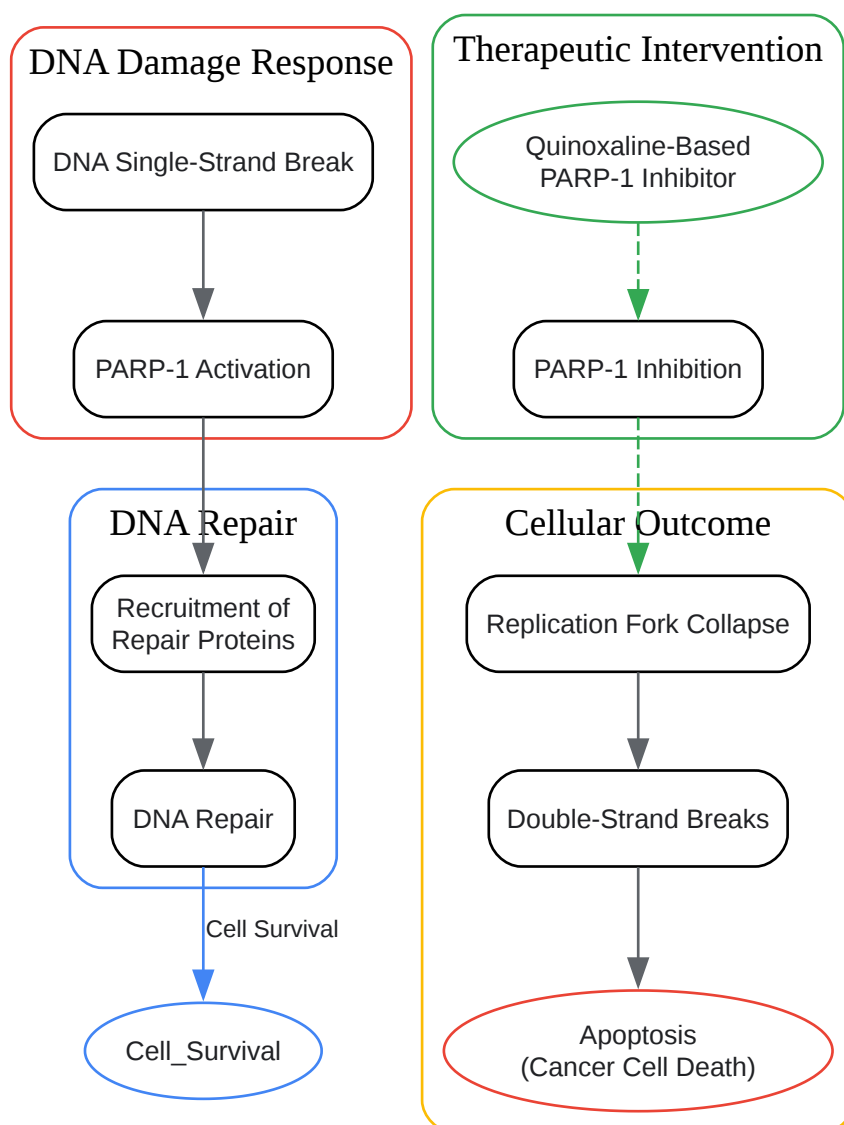 DNA Damage Response
DNA Single-Strand Break
PARP-1 Activation
DNA Repair
Recruitment of
Repair Proteins
DNA Repair
Cell Survival
Cell_Survival
Therapeutic Intervention
Quinoxaline-Based
PARP-1 Inhibitor
PARP-1 Inhibition
Cellular Outcome
Replication Fork Collapse
Double-Strand Breaks
Apoptosis
(Cancer Cell Death)